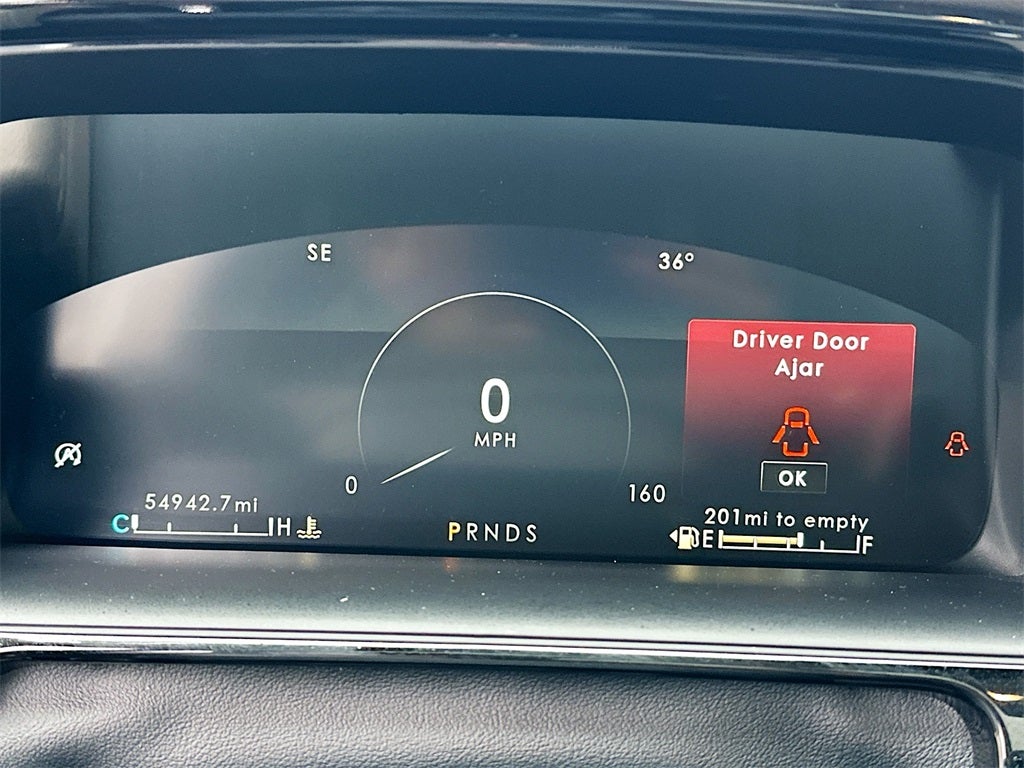 SE
36°
Driver Door
Ajar
0
MPH
OK
0
160
54942.7mi
C H
PRNDS
201mi to empty
E F